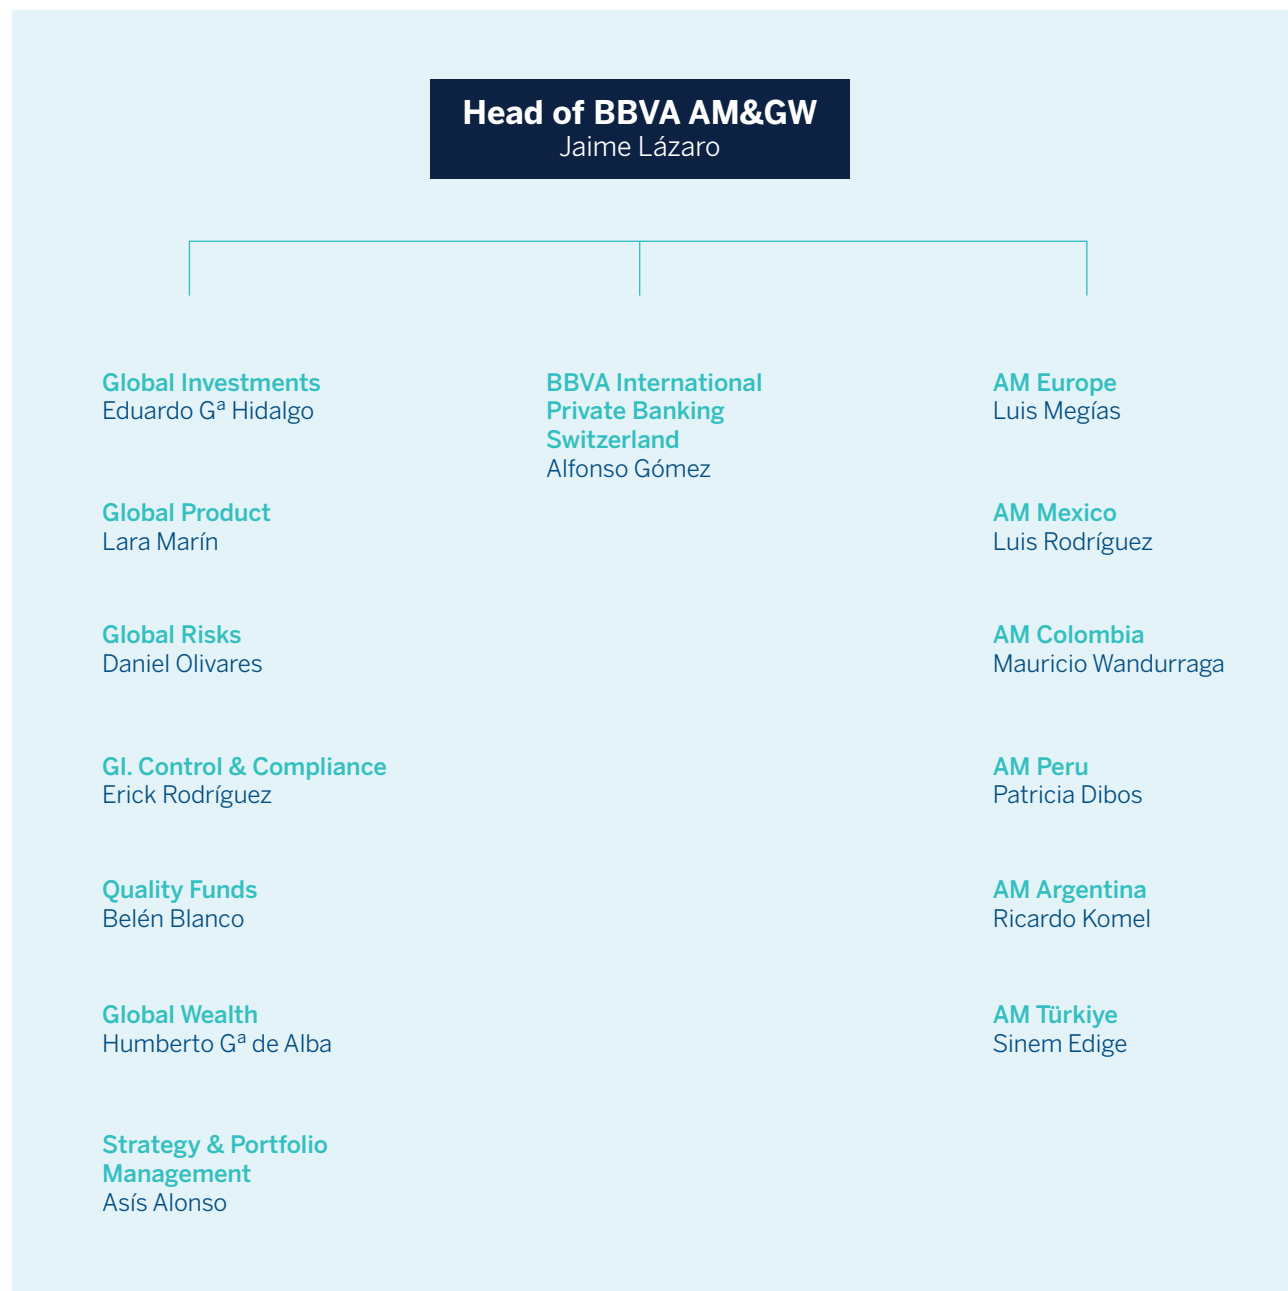 Head of BBVA AM&GW
Jaime Lázaro
Global Investments
Eduardo Gª Hidalgo
Global Product
Lara Marín
Global Risks
Daniel Olivares
Gl. Control & Compliance
Erick Rodríguez
Quality Funds
Belén Blanco
Global Wealth
Humberto Gª de Alba
Strategy & Portfolio
Management
Asís Alonso
BBVA International
Private Banking
Switzerland
Alfonso Gómez
AM Europe
Luis Megías
AM Mexico
Luis Rodríguez
AM Colombia
Mauricio Wandurraga
AM Peru
Patricia Dibos
AM Argentina
Ricardo Komel
AM Türkiye
Sinem Edige